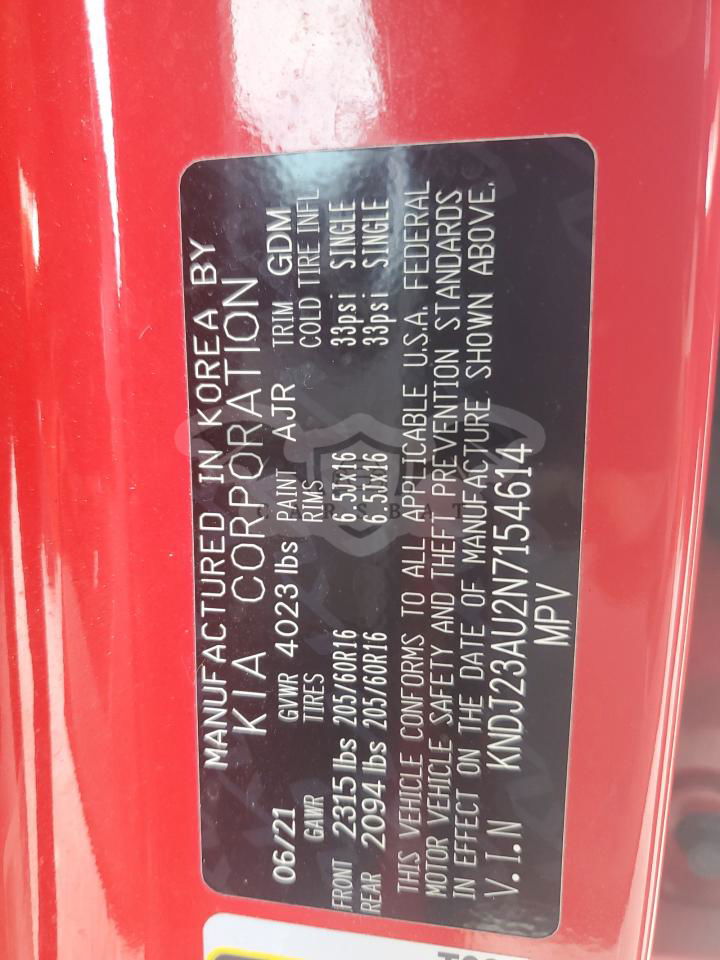 MANUFACTURED IN KOREA BY
KIA CORPORATION
06/21 GVWR 4023 lbs PAINT AJR TRIM GDM
GAWR TIRES RIMS COLD TIRE INFL
FRONT 2315 lbs 205/60R16 6.5JX16 33psi SINGLE
REAR 2094 lbs 205/60R16 6.5JX16 33psi SINGLE
THIS VEHICLE CONFORMS TO ALL APPLICABLE U.S.A. FEDERAL
MOTOR VEHICLE SAFETY AND THEFT PREVENTION STANDARDS
IN EFFECT ON THE DATE OF MANUFACTURE SHOWN ABOVE.
V.I.N KNDJ23AU2N7154614
MPV